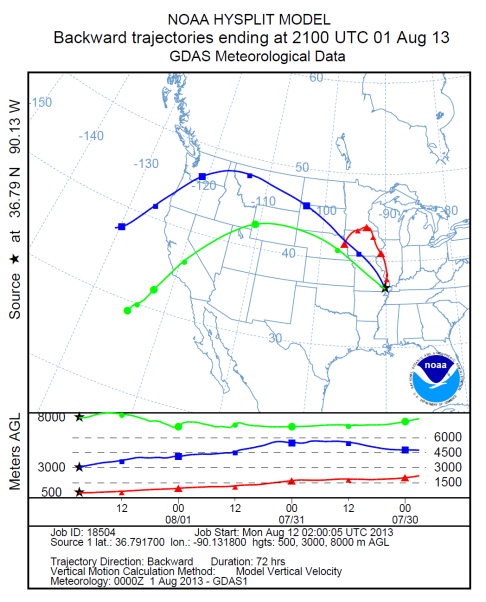 NOAA HYSPLIT MODEL
Backward trajectories ending at 2100 UTC 01 Aug 13
GDAS Meteorological Data
Source ★ at 36.79 N 90.13 W
-150
60
-140
-130
50
-120
-110
-100
-90
-80
40
30
noaa
Meters AGL
8000
6000
4500
3000
3000
1500
500
12 00 12 00 12 00
08/01 07/31 07/30
Job ID: 18504 Job Start: Mon Aug 12 02:00:05 UTC 2013
Source 1 lat.: 36.791700 lon.: -90.131800 hgts: 500, 3000, 8000 m AGL
Trajectory Direction: Backward Duration: 72 hrs
Vertical Motion Calculation Method: Model Vertical Velocity
Meteorology: 0000Z 1 Aug 2013 - GDAS1